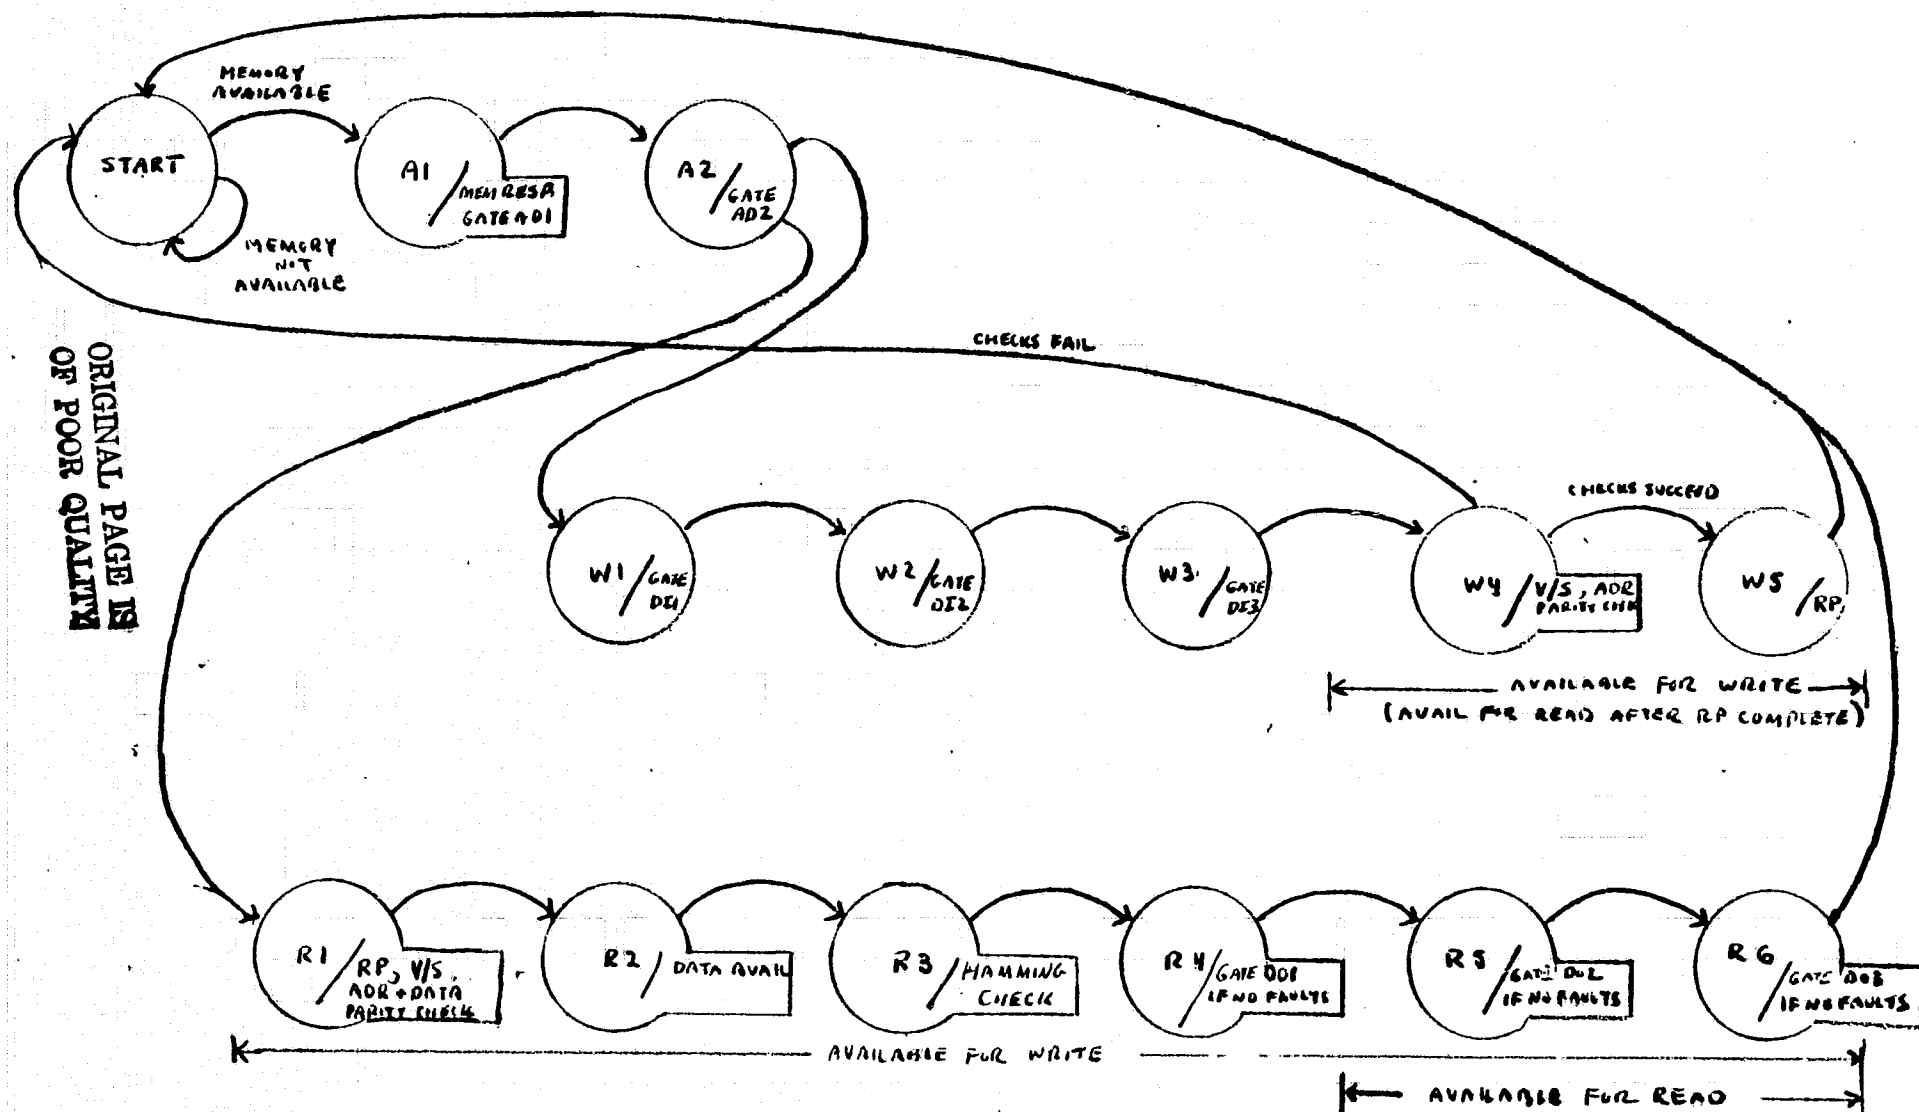 MEMORY
AVAILABLE
START
MEMORY
NOT
AVAILABLE
A1
MEM RESP
GATE AD1
A2
GATE
AD2
CHECKS FAIL
ORIGINAL PAGE IS
OF POOR QUALITY
W1
GATE
DI1
W2
GATE
DI2
W3
GATE
DI3
W4
V/S, ADR
PARITY CHK
CHECKS SUCCEED
W5
RP
AVAILABLE FOR WRITE
(AVAIL FOR READ AFTER RP COMPLETE)
R1
RP, V/S,
ADR + DATA
PARITY CHECK
R2
DATA AVAIL
R3
HAMMING
CHECK
R4
GATE DO1
IF NO FAULTS
R5
GATE DO2
IF NO FAULTS
R6
GATE DO3
IF NO FAULTS
AVAILABLE FOR WRITE
AVAILABLE FOR READ